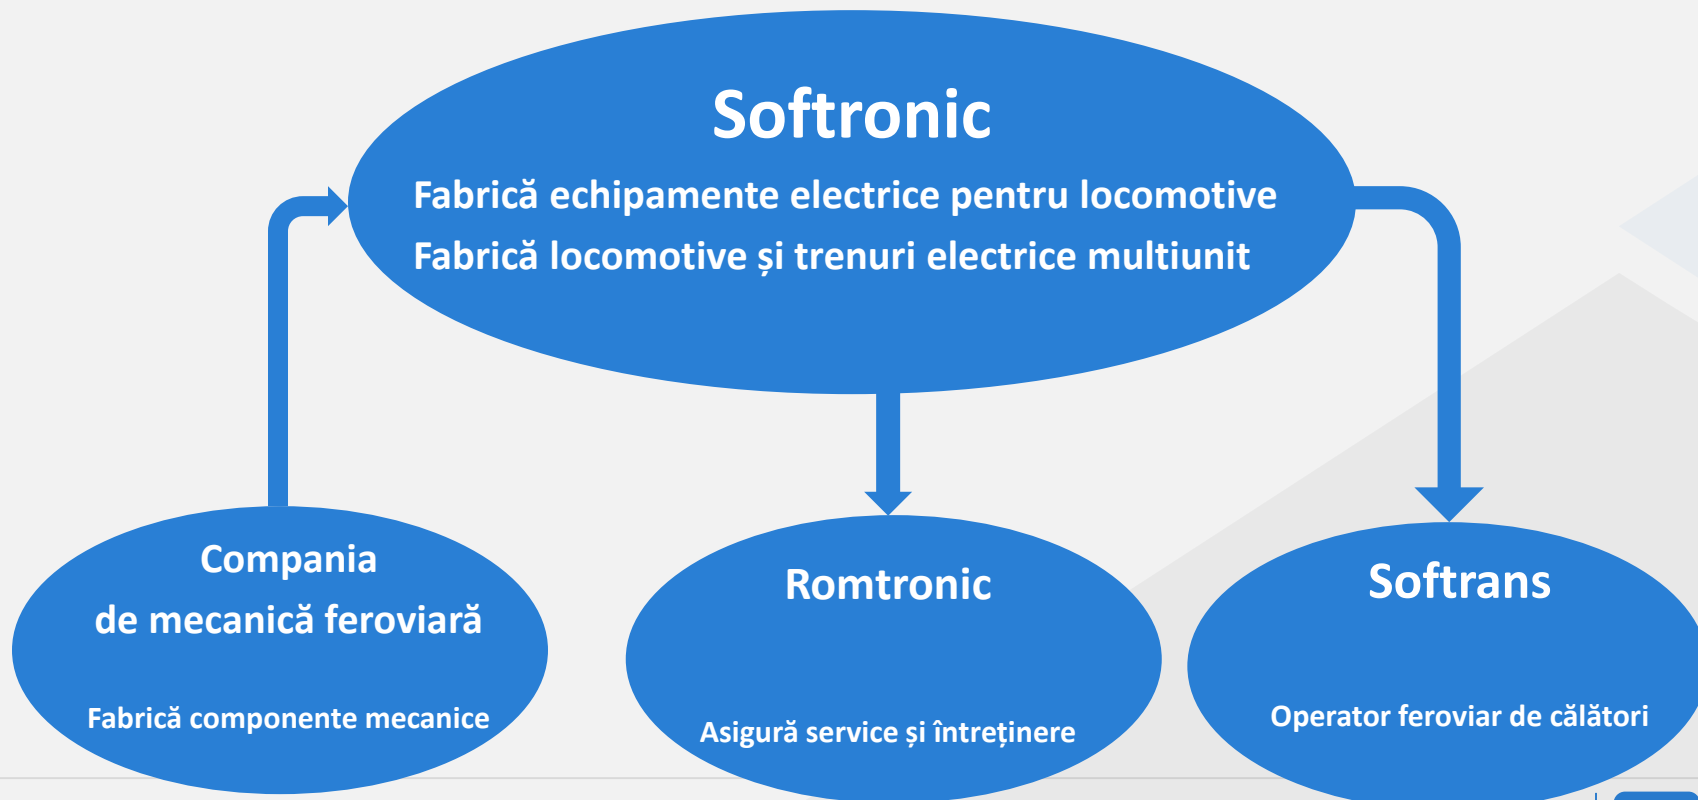 Softronic
Fabrică echipamente electrice pentru locomotive
Fabrică locomotive și trenuri electrice multiunit
Compania
de mecanică feroviară
Fabrică componente mecanice
Romtronic
Asigură service și întreținere
Softrans
Operator feroviar de călători